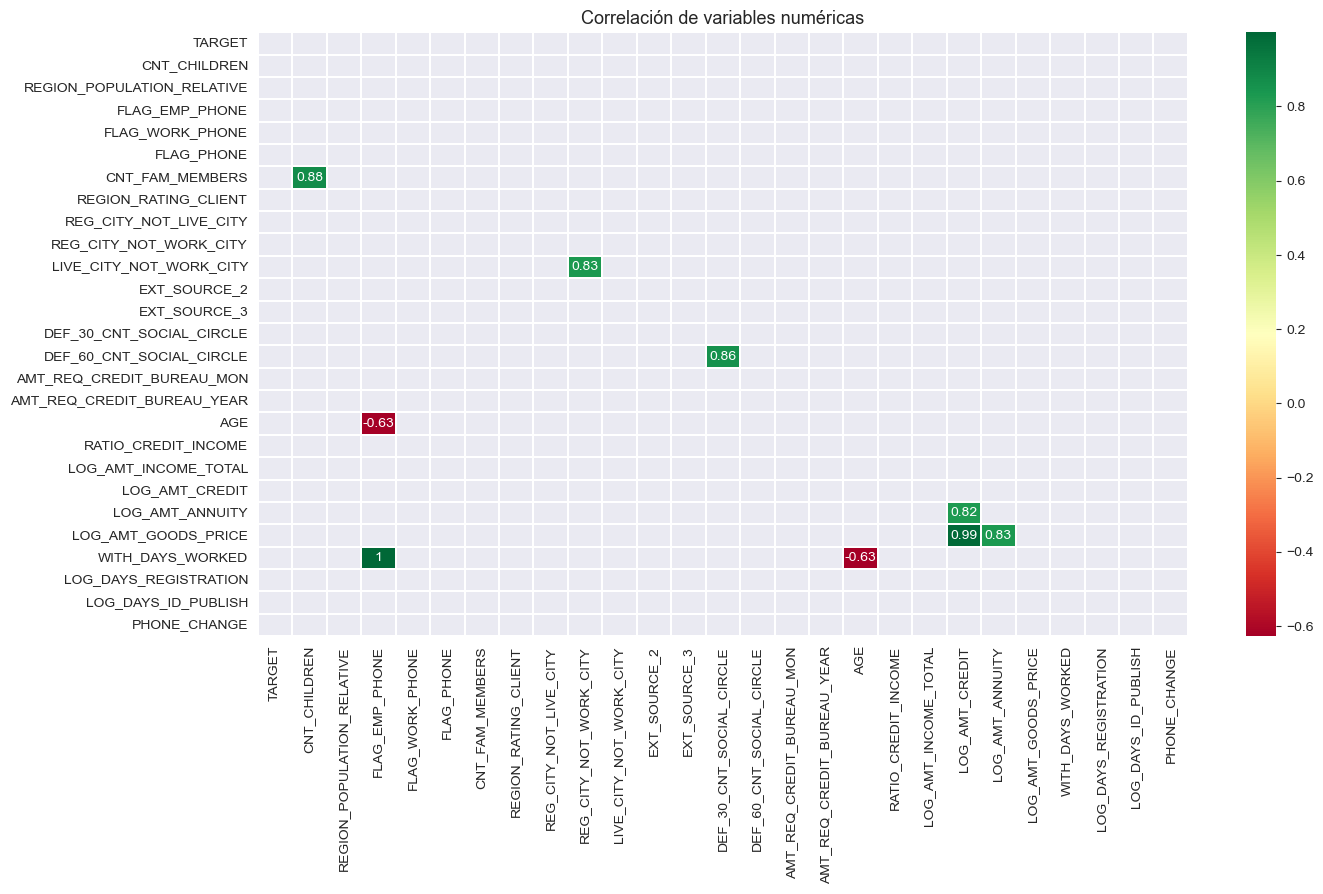 Correlación de variables numéricas
TARGET
CNT_CHILDREN
REGION_POPULATION_RELATIVE
FLAG_EMP_PHONE
FLAG_WORK_PHONE
FLAG_PHONE
CNT_FAM_MEMBERS 0.88
REGION_RATING_CLIENT
REG_CITY_NOT_LIVE_CITY
REG_CITY_NOT_WORK_CITY
LIVE_CITY_NOT_WORK_CITY 0.83
EXT_SOURCE_2
EXT_SOURCE_3
DEF_30_CNT_SOCIAL_CIRCLE
DEF_60_CNT_SOCIAL_CIRCLE 0.86
AMT_REQ_CREDIT_BUREAU_MON
AMT_REQ_CREDIT_BUREAU_YEAR
AGE -0.63
RATIO_CREDIT_INCOME
LOG_AMT_INCOME_TOTAL
LOG_AMT_CREDIT
LOG_AMT_ANNUITY 0.82
LOG_AMT_GOODS_PRICE 0.99 0.83
WITH_DAYS_WORKED 1 -0.63
LOG_DAYS_REGISTRATION
LOG_DAYS_ID_PUBLISH
PHONE_CHANGE
TARGET
CNT_CHILDREN
REGION_POPULATION_RELATIVE
FLAG_EMP_PHONE
FLAG_WORK_PHONE
FLAG_PHONE
CNT_FAM_MEMBERS
REGION_RATING_CLIENT
REG_CITY_NOT_LIVE_CITY
REG_CITY_NOT_WORK_CITY
LIVE_CITY_NOT_WORK_CITY
EXT_SOURCE_2
EXT_SOURCE_3
DEF_30_CNT_SOCIAL_CIRCLE
DEF_60_CNT_SOCIAL_CIRCLE
AMT_REQ_CREDIT_BUREAU_MON
AMT_REQ_CREDIT_BUREAU_YEAR
AGE
RATIO_CREDIT_INCOME
LOG_AMT_INCOME_TOTAL
LOG_AMT_CREDIT
LOG_AMT_ANNUITY
LOG_AMT_GOODS_PRICE
WITH_DAYS_WORKED
LOG_DAYS_REGISTRATION
LOG_DAYS_ID_PUBLISH
PHONE_CHANGE
0.8
0.6
0.4
0.2
0.0
−0.2
−0.4
−0.6